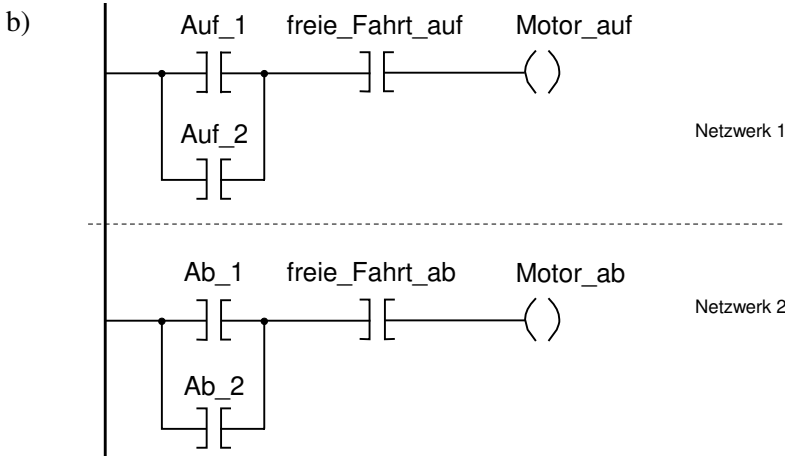 b)
Auf_1 freie_Fahrt_auf Motor_auf
Netzwerk 1
Auf_2
Ab_1 freie_Fahrt_ab Motor_ab
Netzwerk 2
Ab_2